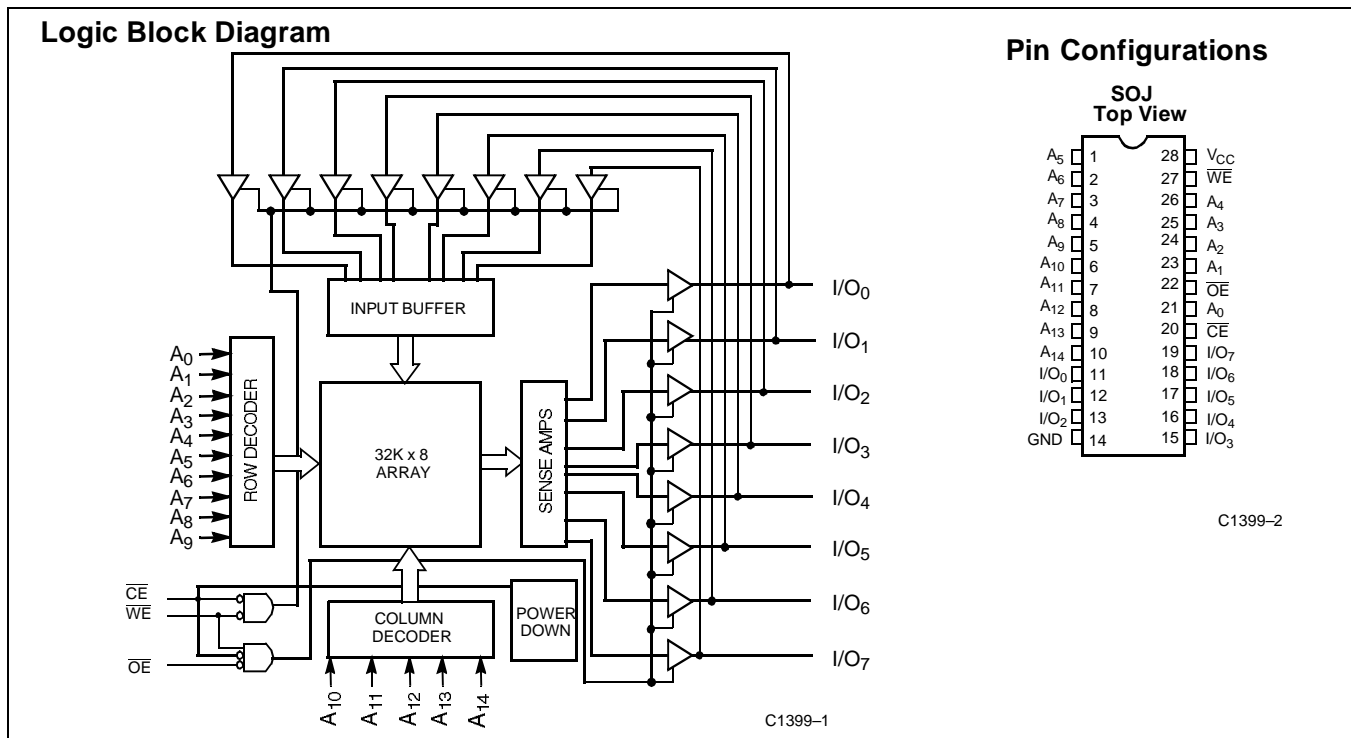 Logic Block Diagram
INPUT BUFFER
A0
A1
A2
A3
A4
A5
A6
A7
A8
A9
ROW DECODER
32K x 8
ARRAY
SENSE AMPS
I/O0
I/O1
I/O2
I/O3
I/O4
I/O5
I/O6
I/O7
CE
WE
OE
COLUMN
DECODER
POWER
DOWN
A10
A11
A12
A13
A14
C1399–1
Pin Configurations
SOJ
Top View
A5 1 28 VCC
A6 2 27 WE
A7 3 26 A4
A8 4 25 A3
A9 5 24 A2
A10 6 23 A1
A11 7 22 OE
A12 8 21 A0
A13 9 20 CE
A14 10 19 I/O7
I/O0 11 18 I/O6
I/O1 12 17 I/O5
I/O2 13 16 I/O4
GND 14 15 I/O3
C1399–2